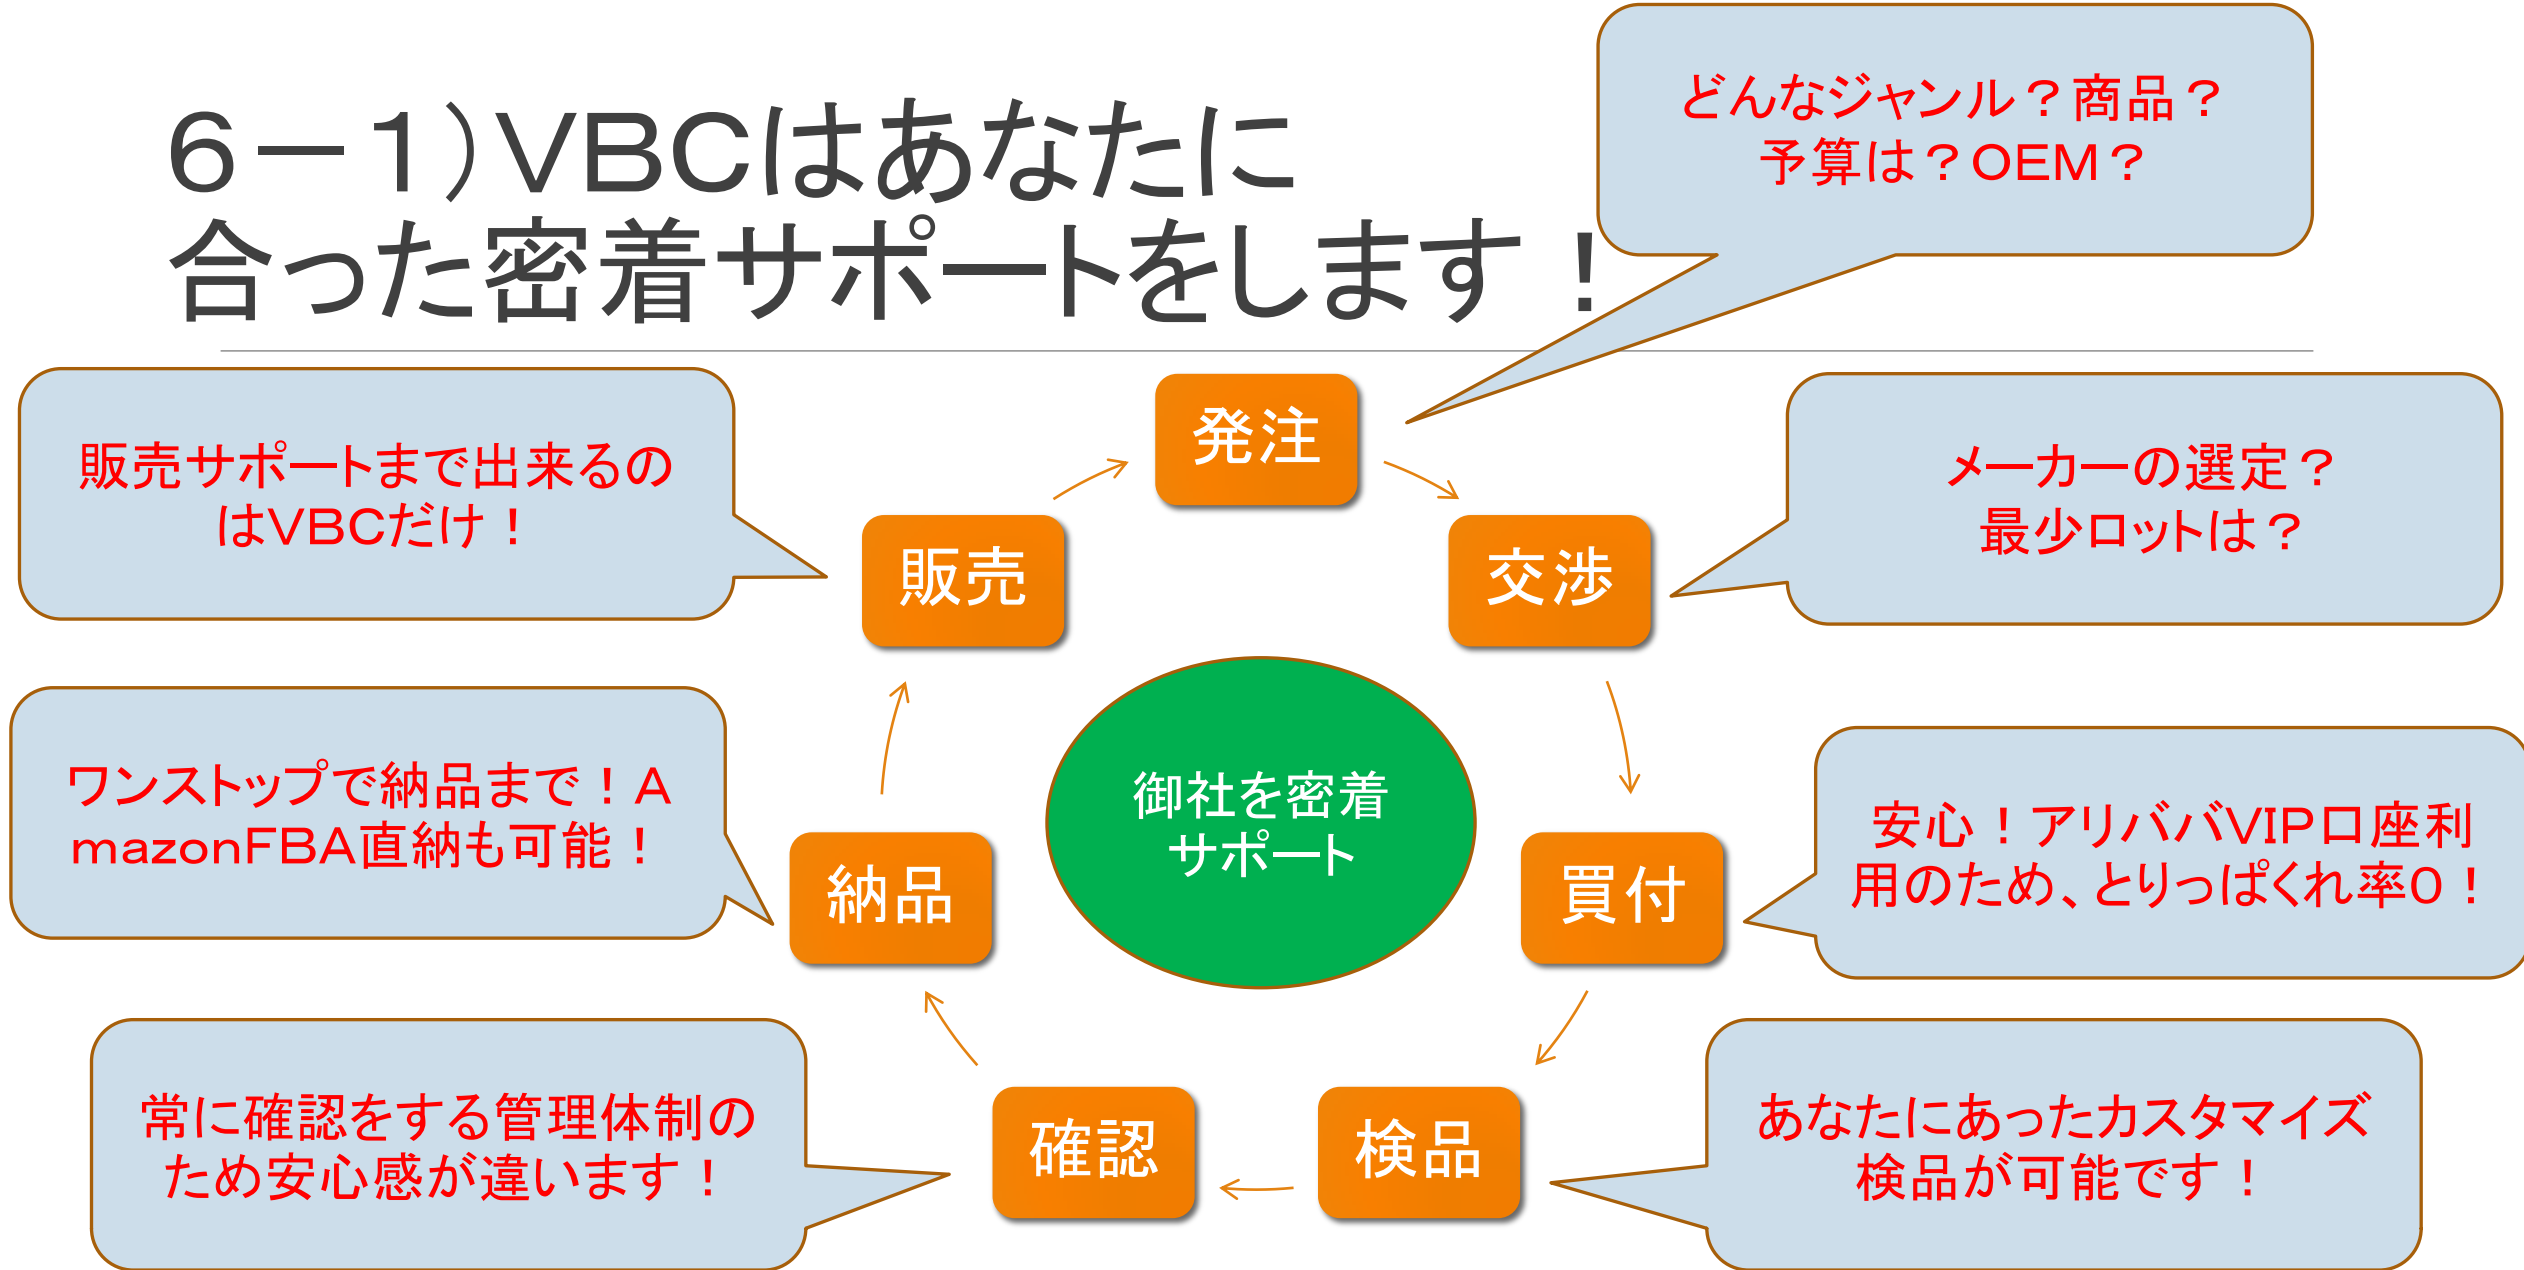 ６－１）VBCはあなたに
合った密着サポートをします！
どんなジャンル？商品？
予算は？OEM？
発注
メーカーの選定？
最少ロットは？
交渉
安心！アリババVIP口座利
用のため、とりっぱくれ率0！
買付
あなたにあったカスタマイズ
検品が可能です！
検品
常に確認をする管理体制の
ため安心感が違います！
確認
ワンストップで納品まで！A
mazonFBA直納も可能！
納品
販売サポートまで出来るの
はVBCだけ！
販売
御社を密着
サポート